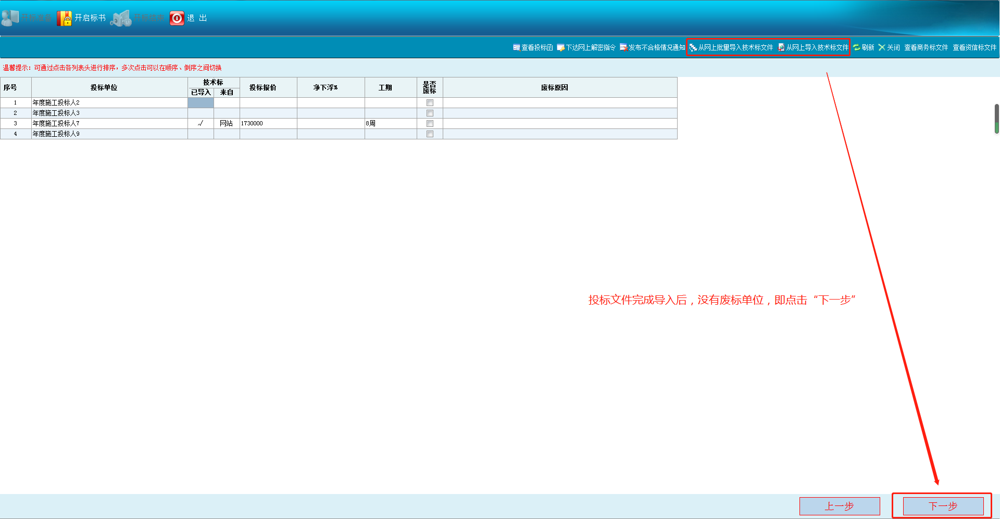 开标准备 开启标书 开标结束 退 出
查看投标函 下达网上解密指令 发布不合格情况通知 从网上批量导入技术标文件 从网上导入技术标文件 刷新 关闭 查看商务标文件 查看资信标文件
温馨提示：可通过点击各列表头进行排序，多次点击可以在顺序、倒序之间切换
序号 投标单位 技术标 投标报价 净下浮% 工期 是否废标 废标原因
已导入 来自
1 年度施工投标人2
2 年度施工投标人3
3 年度施工投标人7 √ 网站 1730000 8周
4 年度施工投标人9
投标文件完成导入后，没有废标单位，即点击“下一步”
上一步 下一步